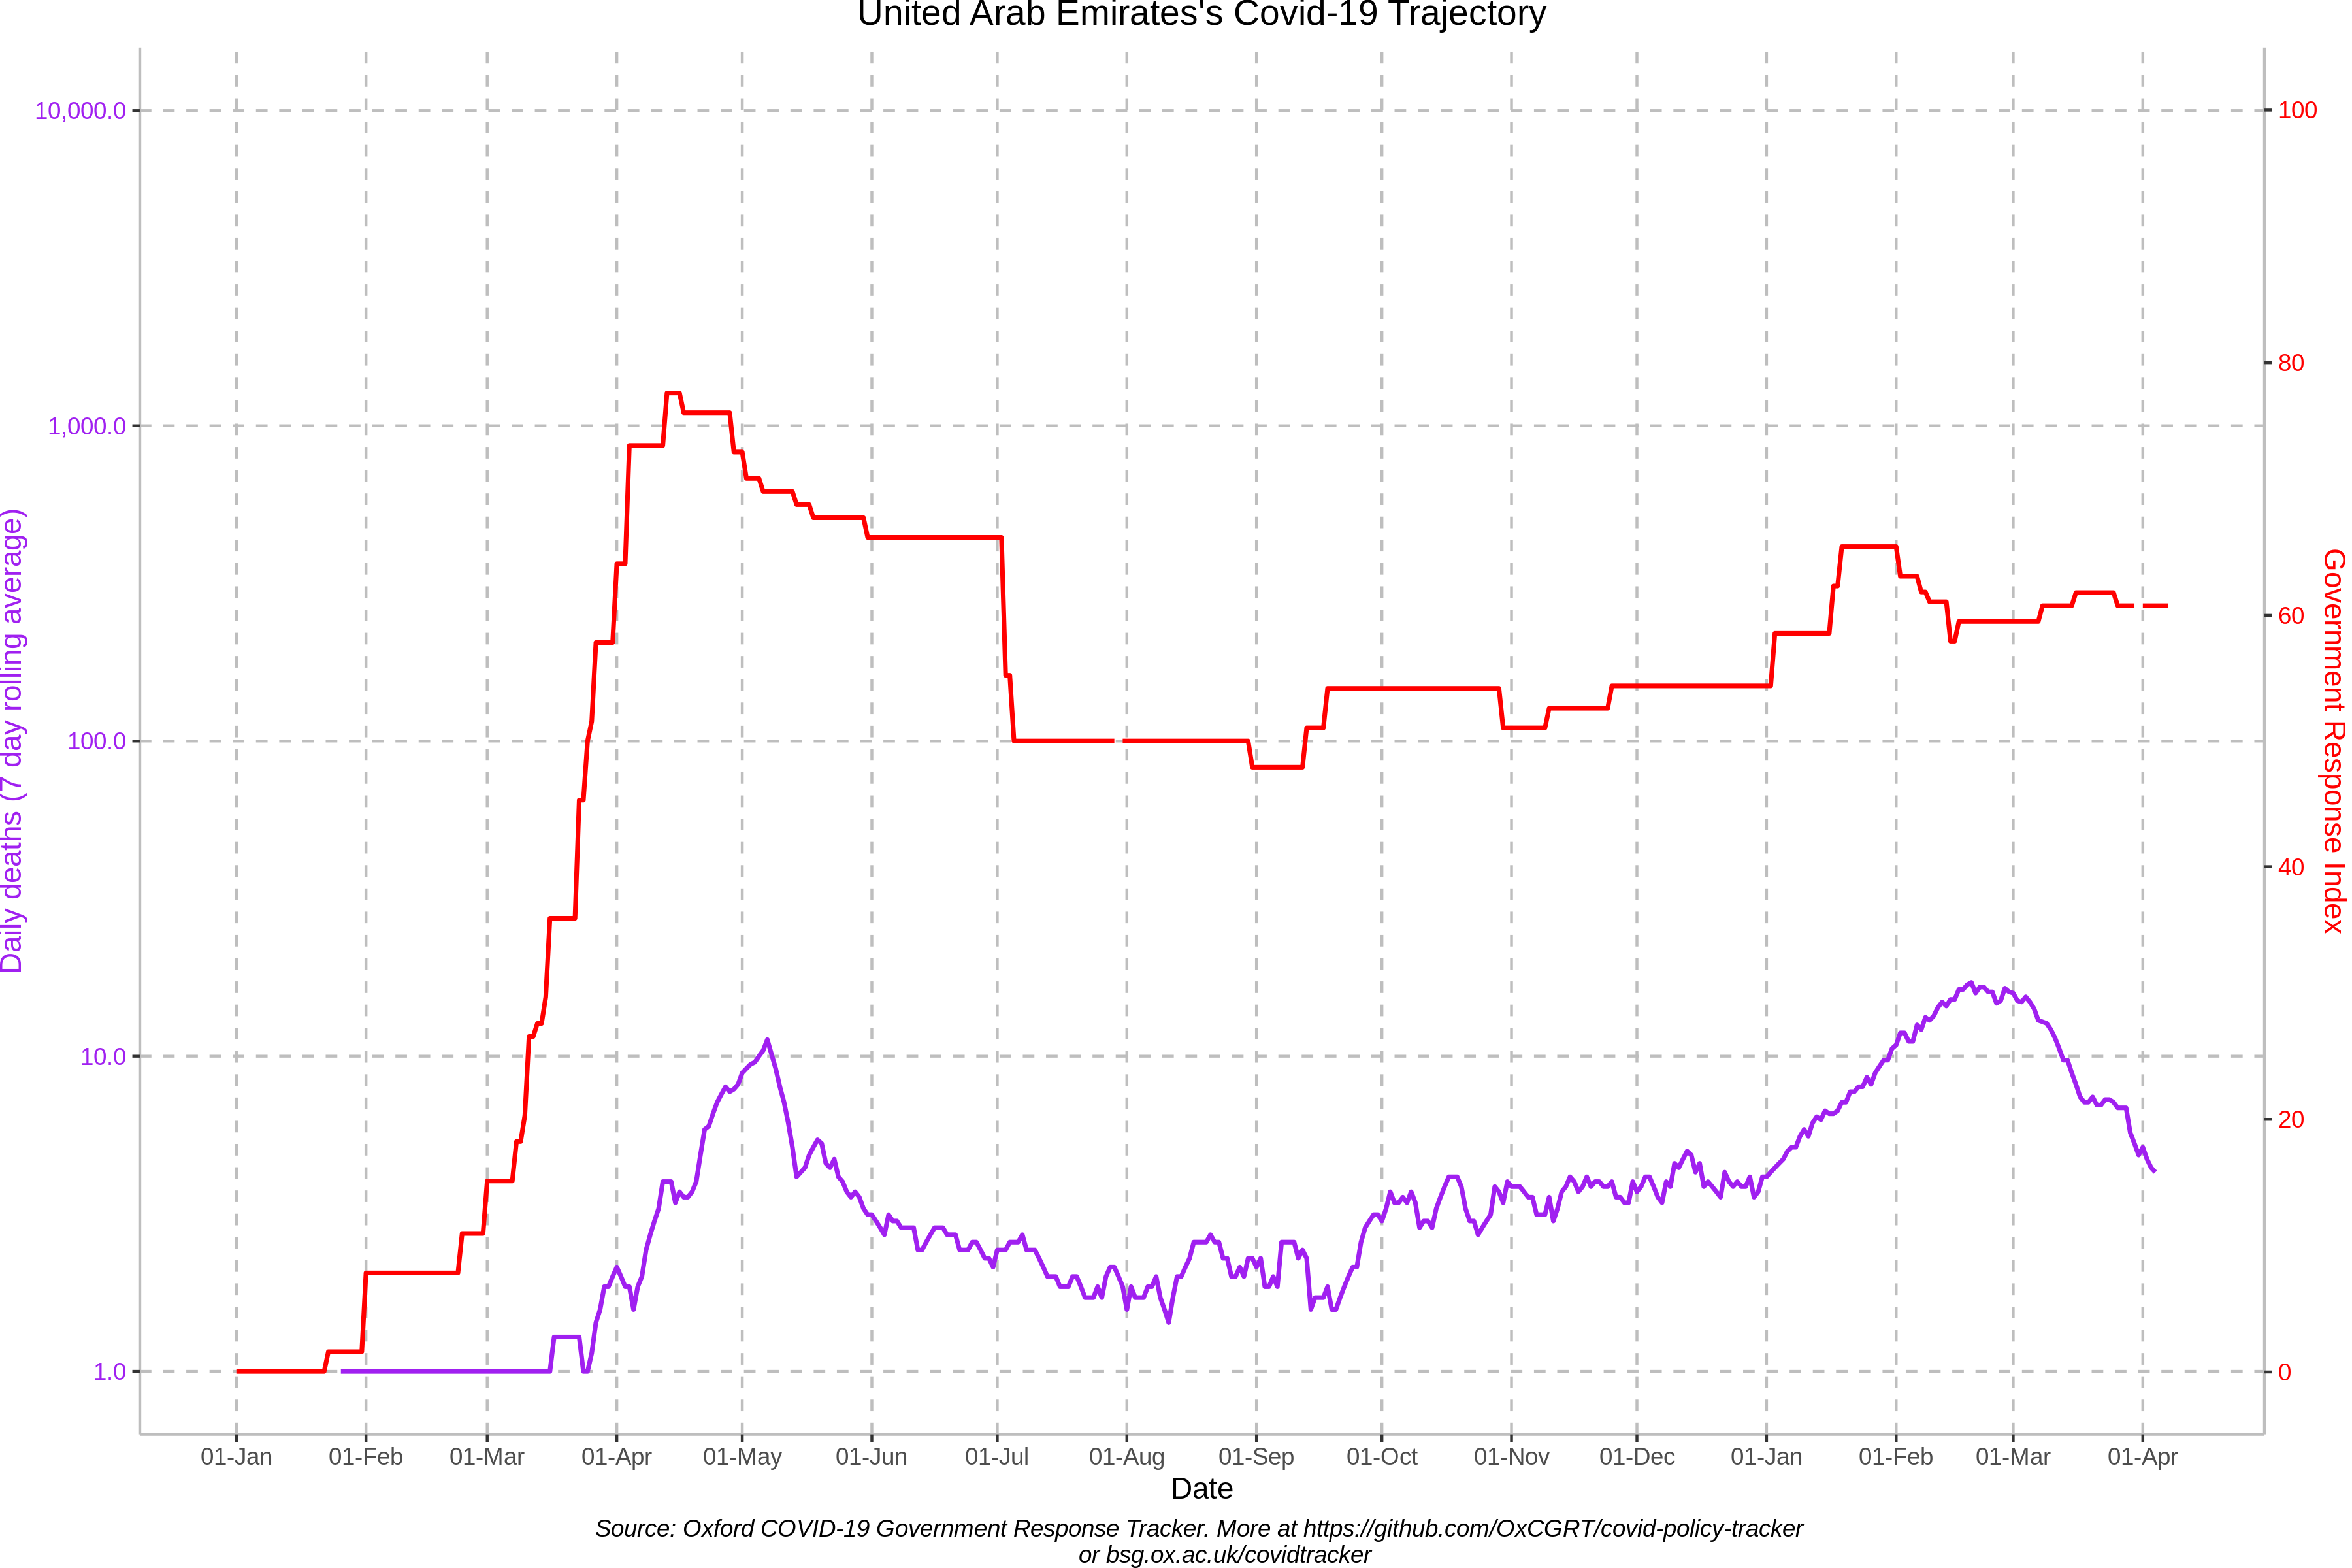 United Arab Emirates's Covid-19 Trajectory
10,000.0
1,000.0
100.0
10.0
1.0
Daily deaths (7 day rolling average)
100
80
60
40
20
0
Government Response Index
01-Jan 01-Feb 01-Mar 01-Apr 01-May 01-Jun 01-Jul 01-Aug 01-Sep 01-Oct 01-Nov 01-Dec 01-Jan 01-Feb 01-Mar 01-Apr
Date
Source: Oxford COVID-19 Government Response Tracker. More at https://github.com/OxCGRT/covid-policy-tracker
or bsg.ox.ac.uk/covidtracker